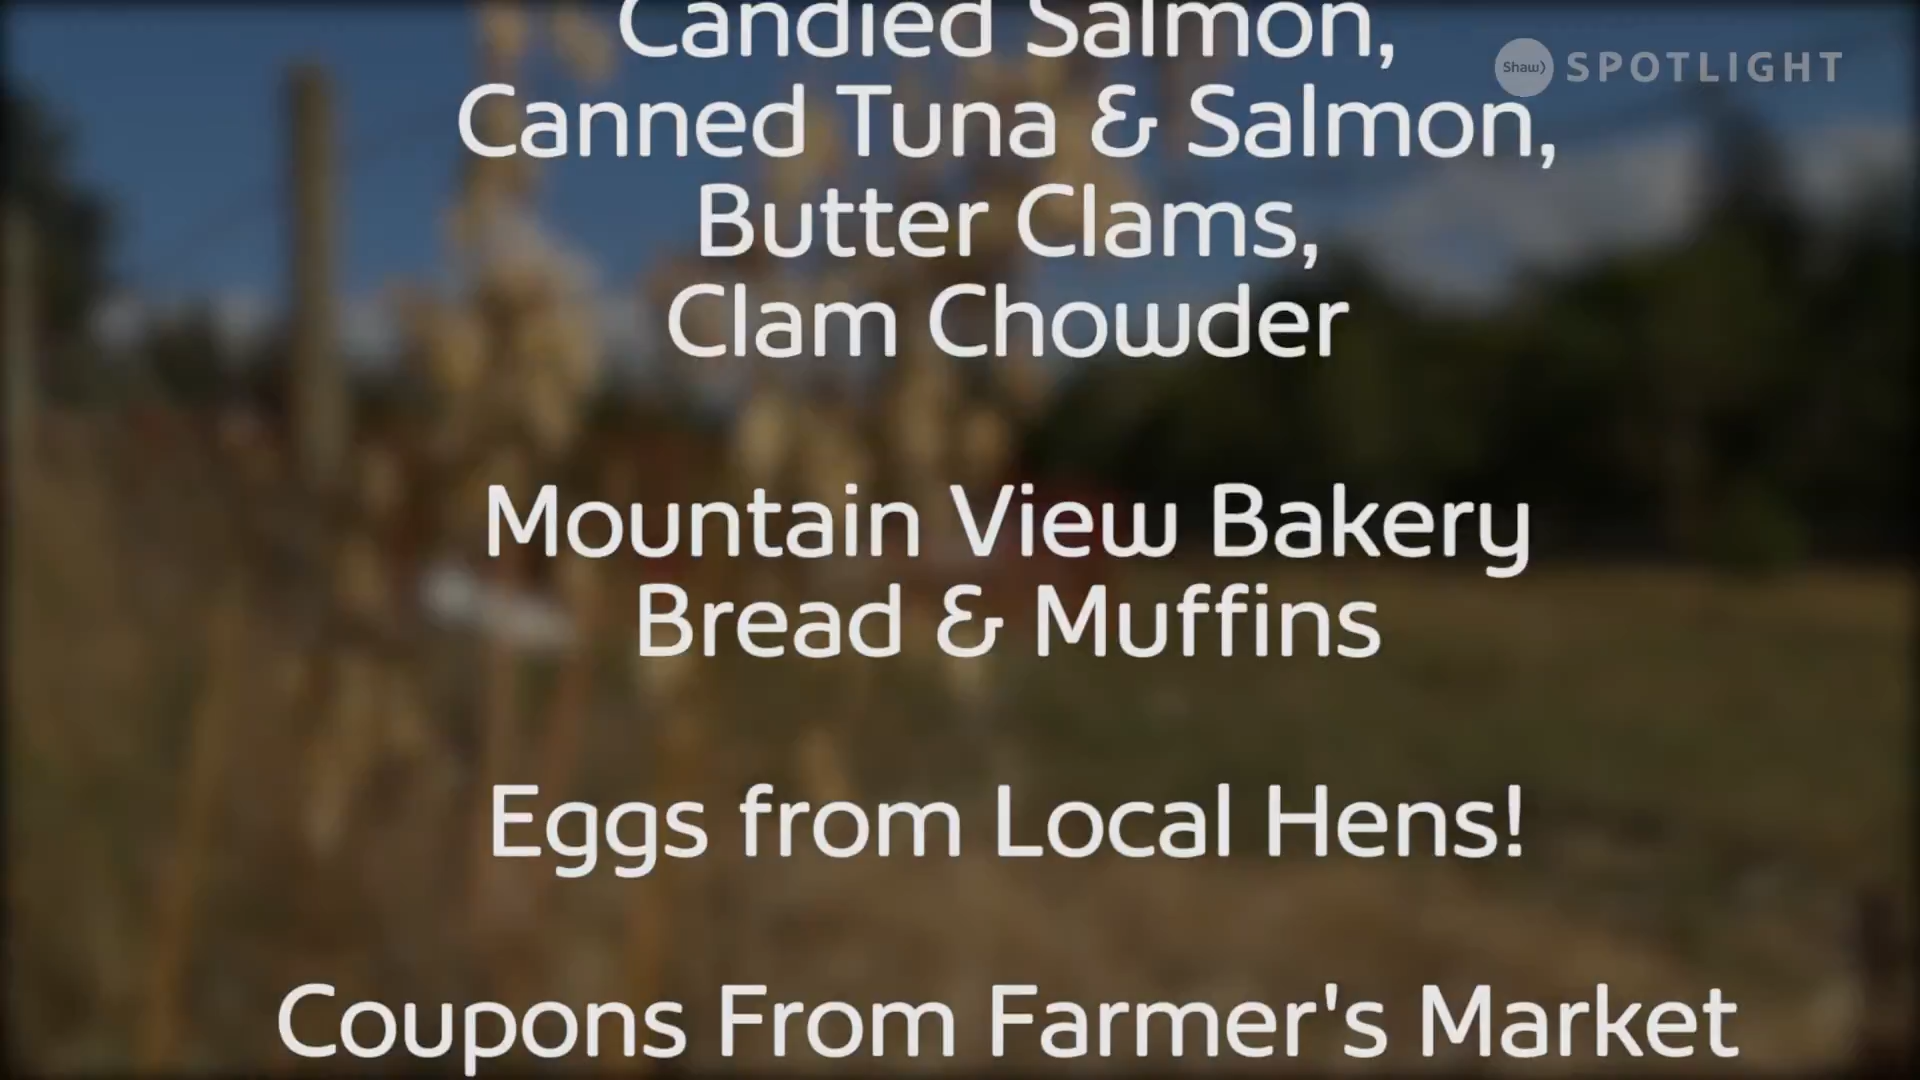 Candied Salmon,
Shaw) SPOTLIGHT
Canned Tuna & Salmon,
Butter Clams,
Clam Chowder
Mountain View Bakery
Bread & Muffins
Eggs from Local Hens!
Coupons From Farmer's Market